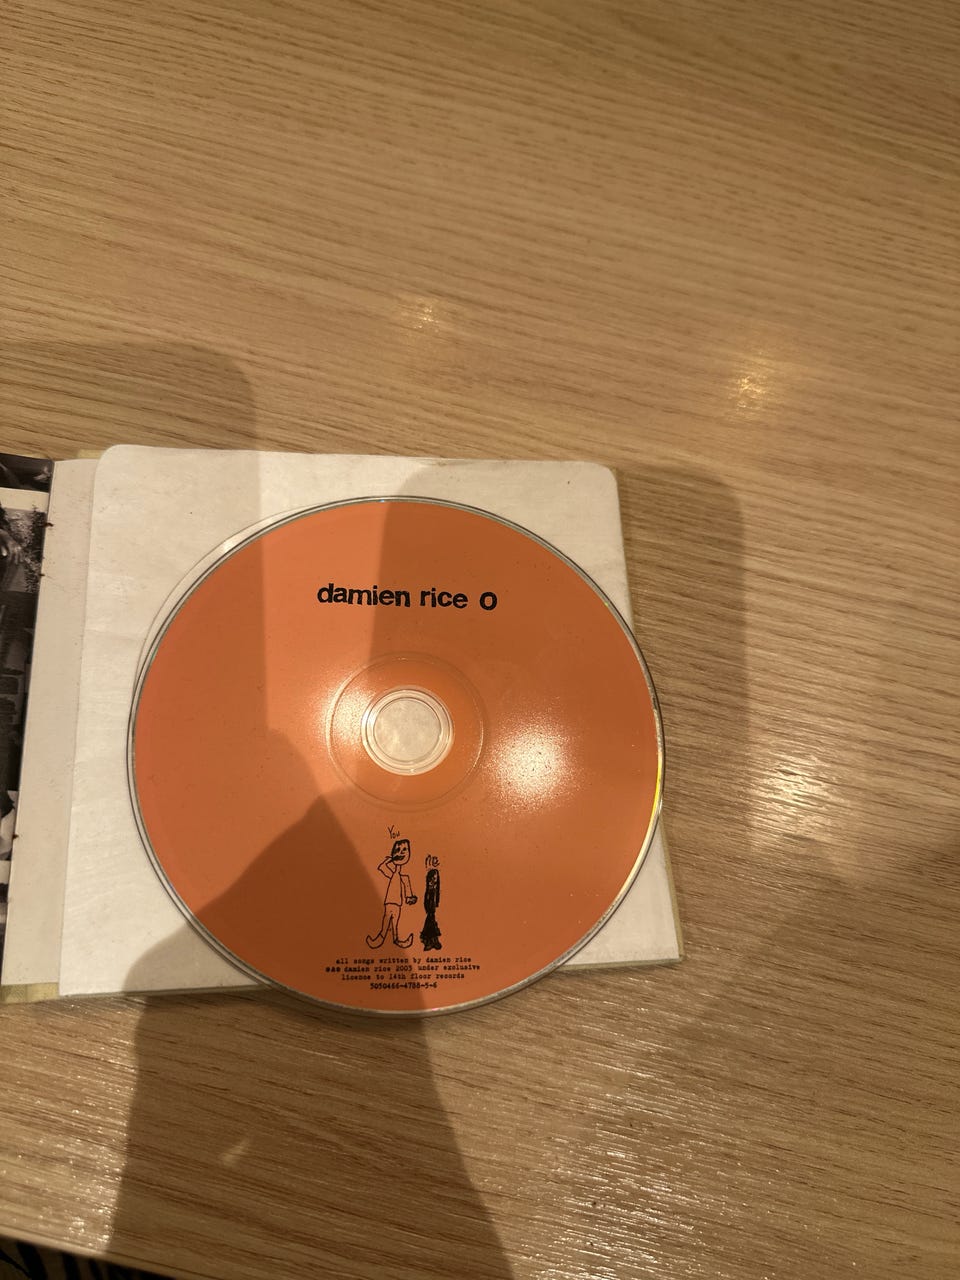 damien rice O
You
ME
all songs written by damien rice
℗&© damien rice 2003 under exclusive
licence to 14th floor records
5050466-4788-5-6